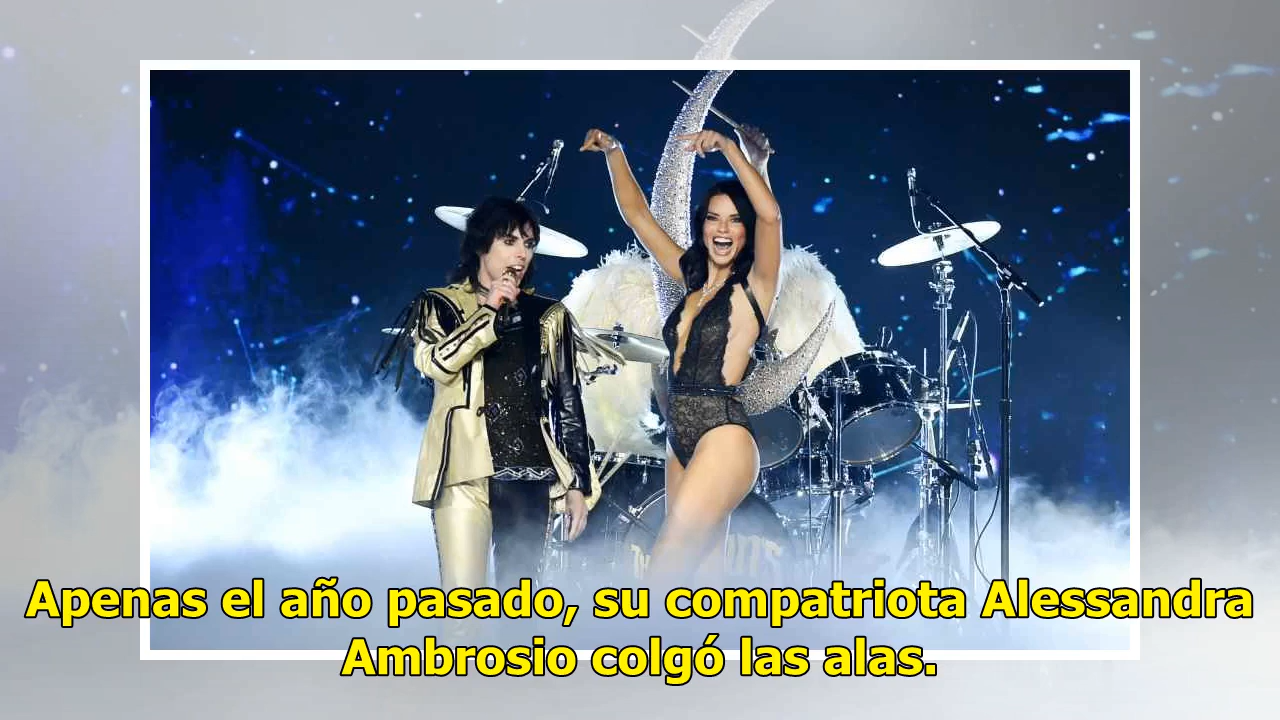 Apenas el año pasado, su compatriota Alessandra
Ambrosio colgó las alas.